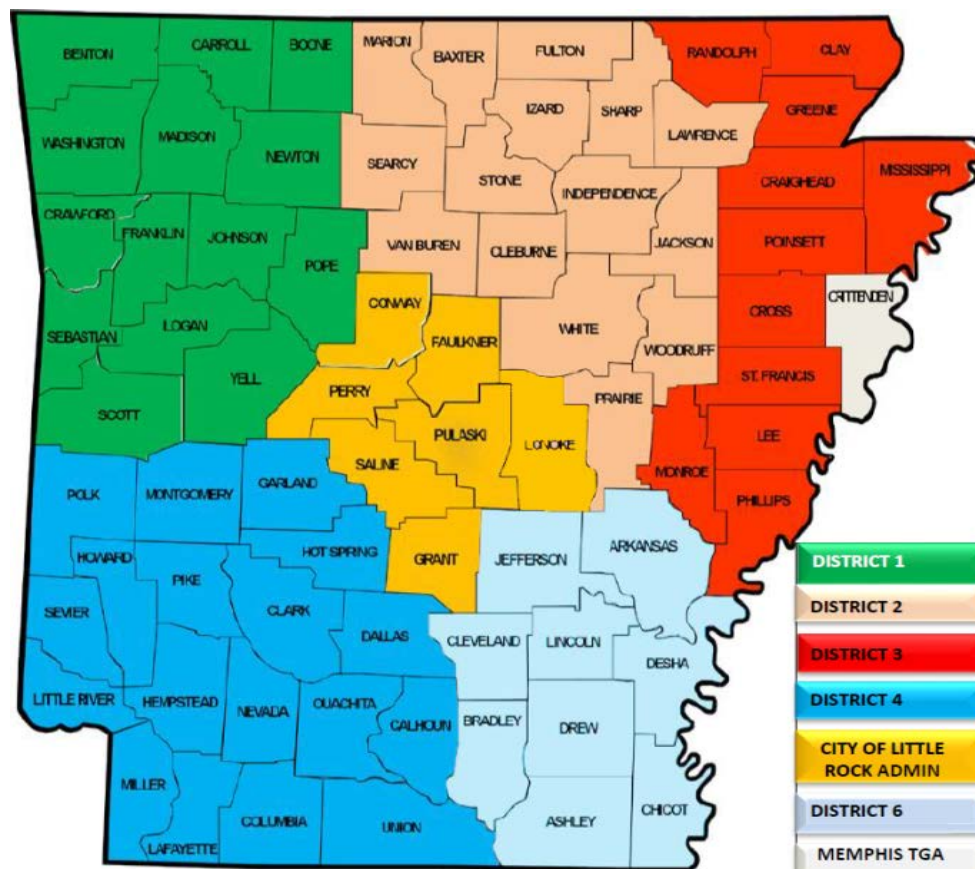 BENTON
CARROLL
BOONE
MARION
BAXTER
FULTON
RANDOLPH
CLAY
WASHINGTON
MADISON
NEWTON
SEARCY
IZARD
SHARP
LAWRENCE
GREENE
STONE
INDEPENDENCE
CRAIGHEAD
MISSISSIPPI
CRAWFORD
FRANKLIN
JOHNSON
POPE
VAN BUREN
CLEBURNE
JACKSON
POINSETT
SEBASTIAN
LOGAN
YELL
SCOTT
CONWAY
FAULKNER
WHITE
WOODRUFF
CROSS
CRITTENDEN
PERRY
PULASKI
SALINE
LONOKE
PRAIRIE
ST. FRANCIS
LEE
MONROE
PHILLIPS
POLK
MONTGOMERY
GARLAND
HOT SPRING
GRANT
JEFFERSON
ARKANSAS
HOWARD
PIKE
CLARK
SEVIER
DALLAS
CLEVELAND
LINCOLN
DESHA
LITTLE RIVER
HEMPSTEAD
NEVADA
OUACHITA
CALHOUN
BRADLEY
DREW
MILLER
LAFAYETTE
COLUMBIA
UNION
ASHLEY
CHICOT
DISTRICT 1
DISTRICT 2
DISTRICT 3
DISTRICT 4
CITY OF LITTLE
ROCK ADMIN
DISTRICT 6
MEMPHIS TGA